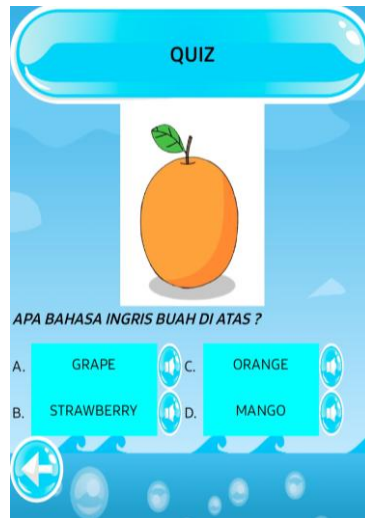 QUIZ
APA BAHASA INGRIS BUAH DI ATAS ?
A. GRAPE
B. STRAWBERRY
C. ORANGE
D. MANGO